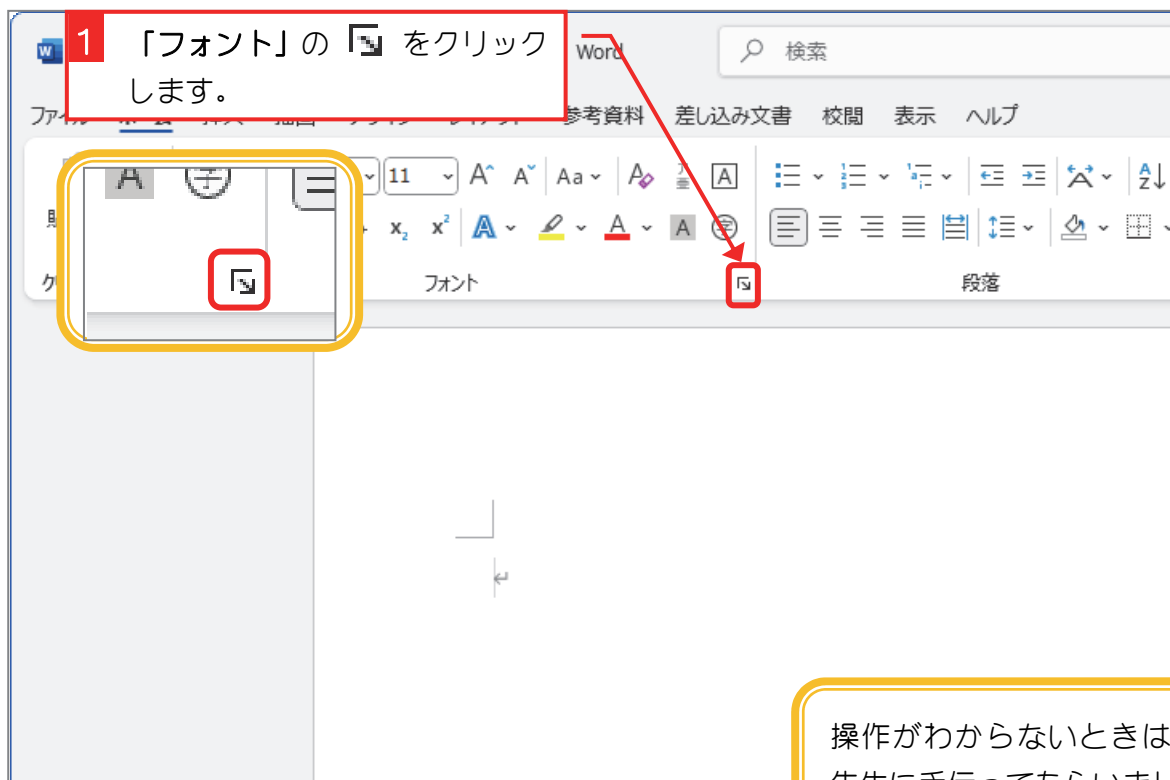 1 「フォント」の をクリック
します。
Word
検索
参考資料 差し込み文書 校閲 表示 ヘルプ
11
Aa
フォント
段落
操作がわからないときは